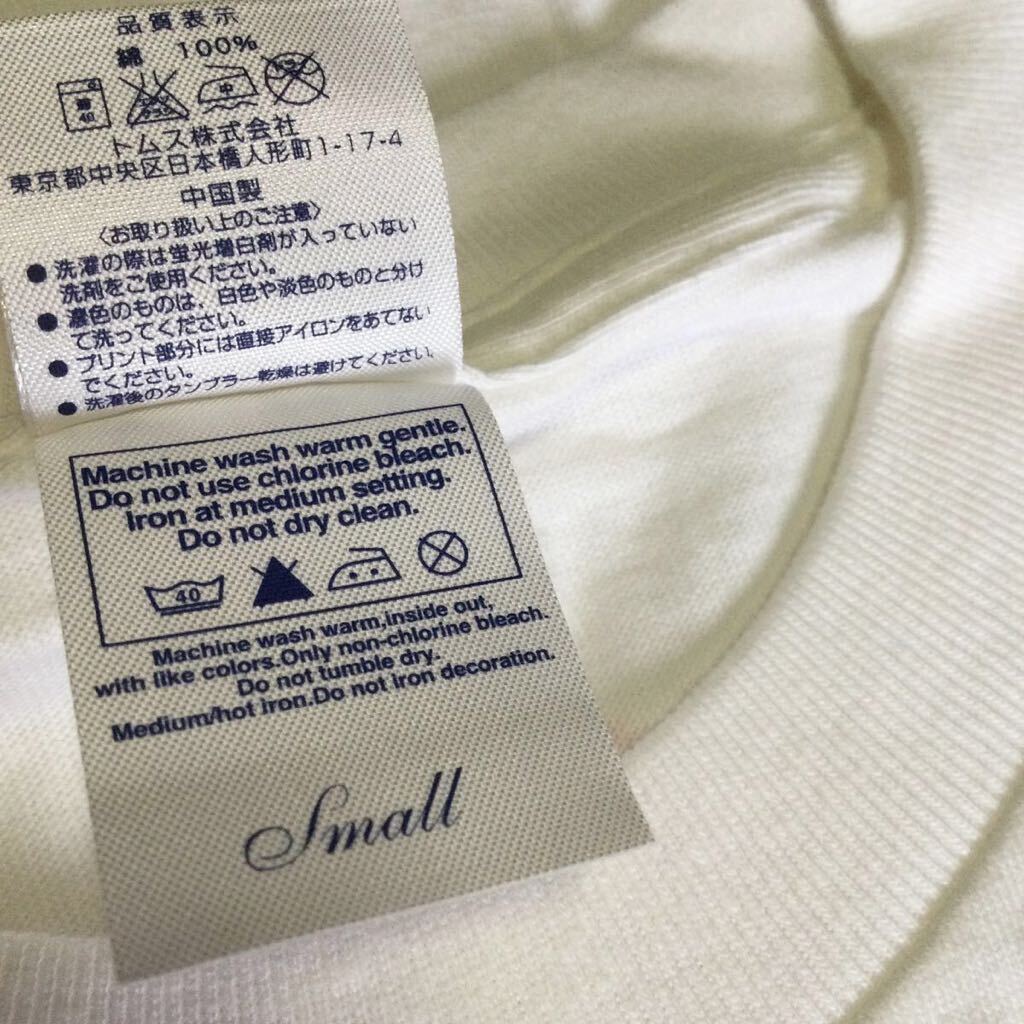 品質表示
綿 100%
40
中
トムス株式会社
東京都中央区日本橋人形町1-17-4
中国製
〈お取り扱い上のご注意〉
● 洗濯の際は蛍光増白剤が入っていない
洗剤をご使用ください。
● 濃色のものは、白色や淡色のものと分け
て洗ってください。
● プリント部分には直接アイロンをあてない
でください。
● 洗濯後のタンブラー乾燥は避けてください。
Machine wash warm gentle.
Do not use chlorine bleach.
Iron at medium setting.
Do not dry clean.
40
Machine wash warm,inside out,
with like colors.Only non-chlorine bleach.
Do not tumble dry.
Medium/hot iron.Do not iron decoration.
Small